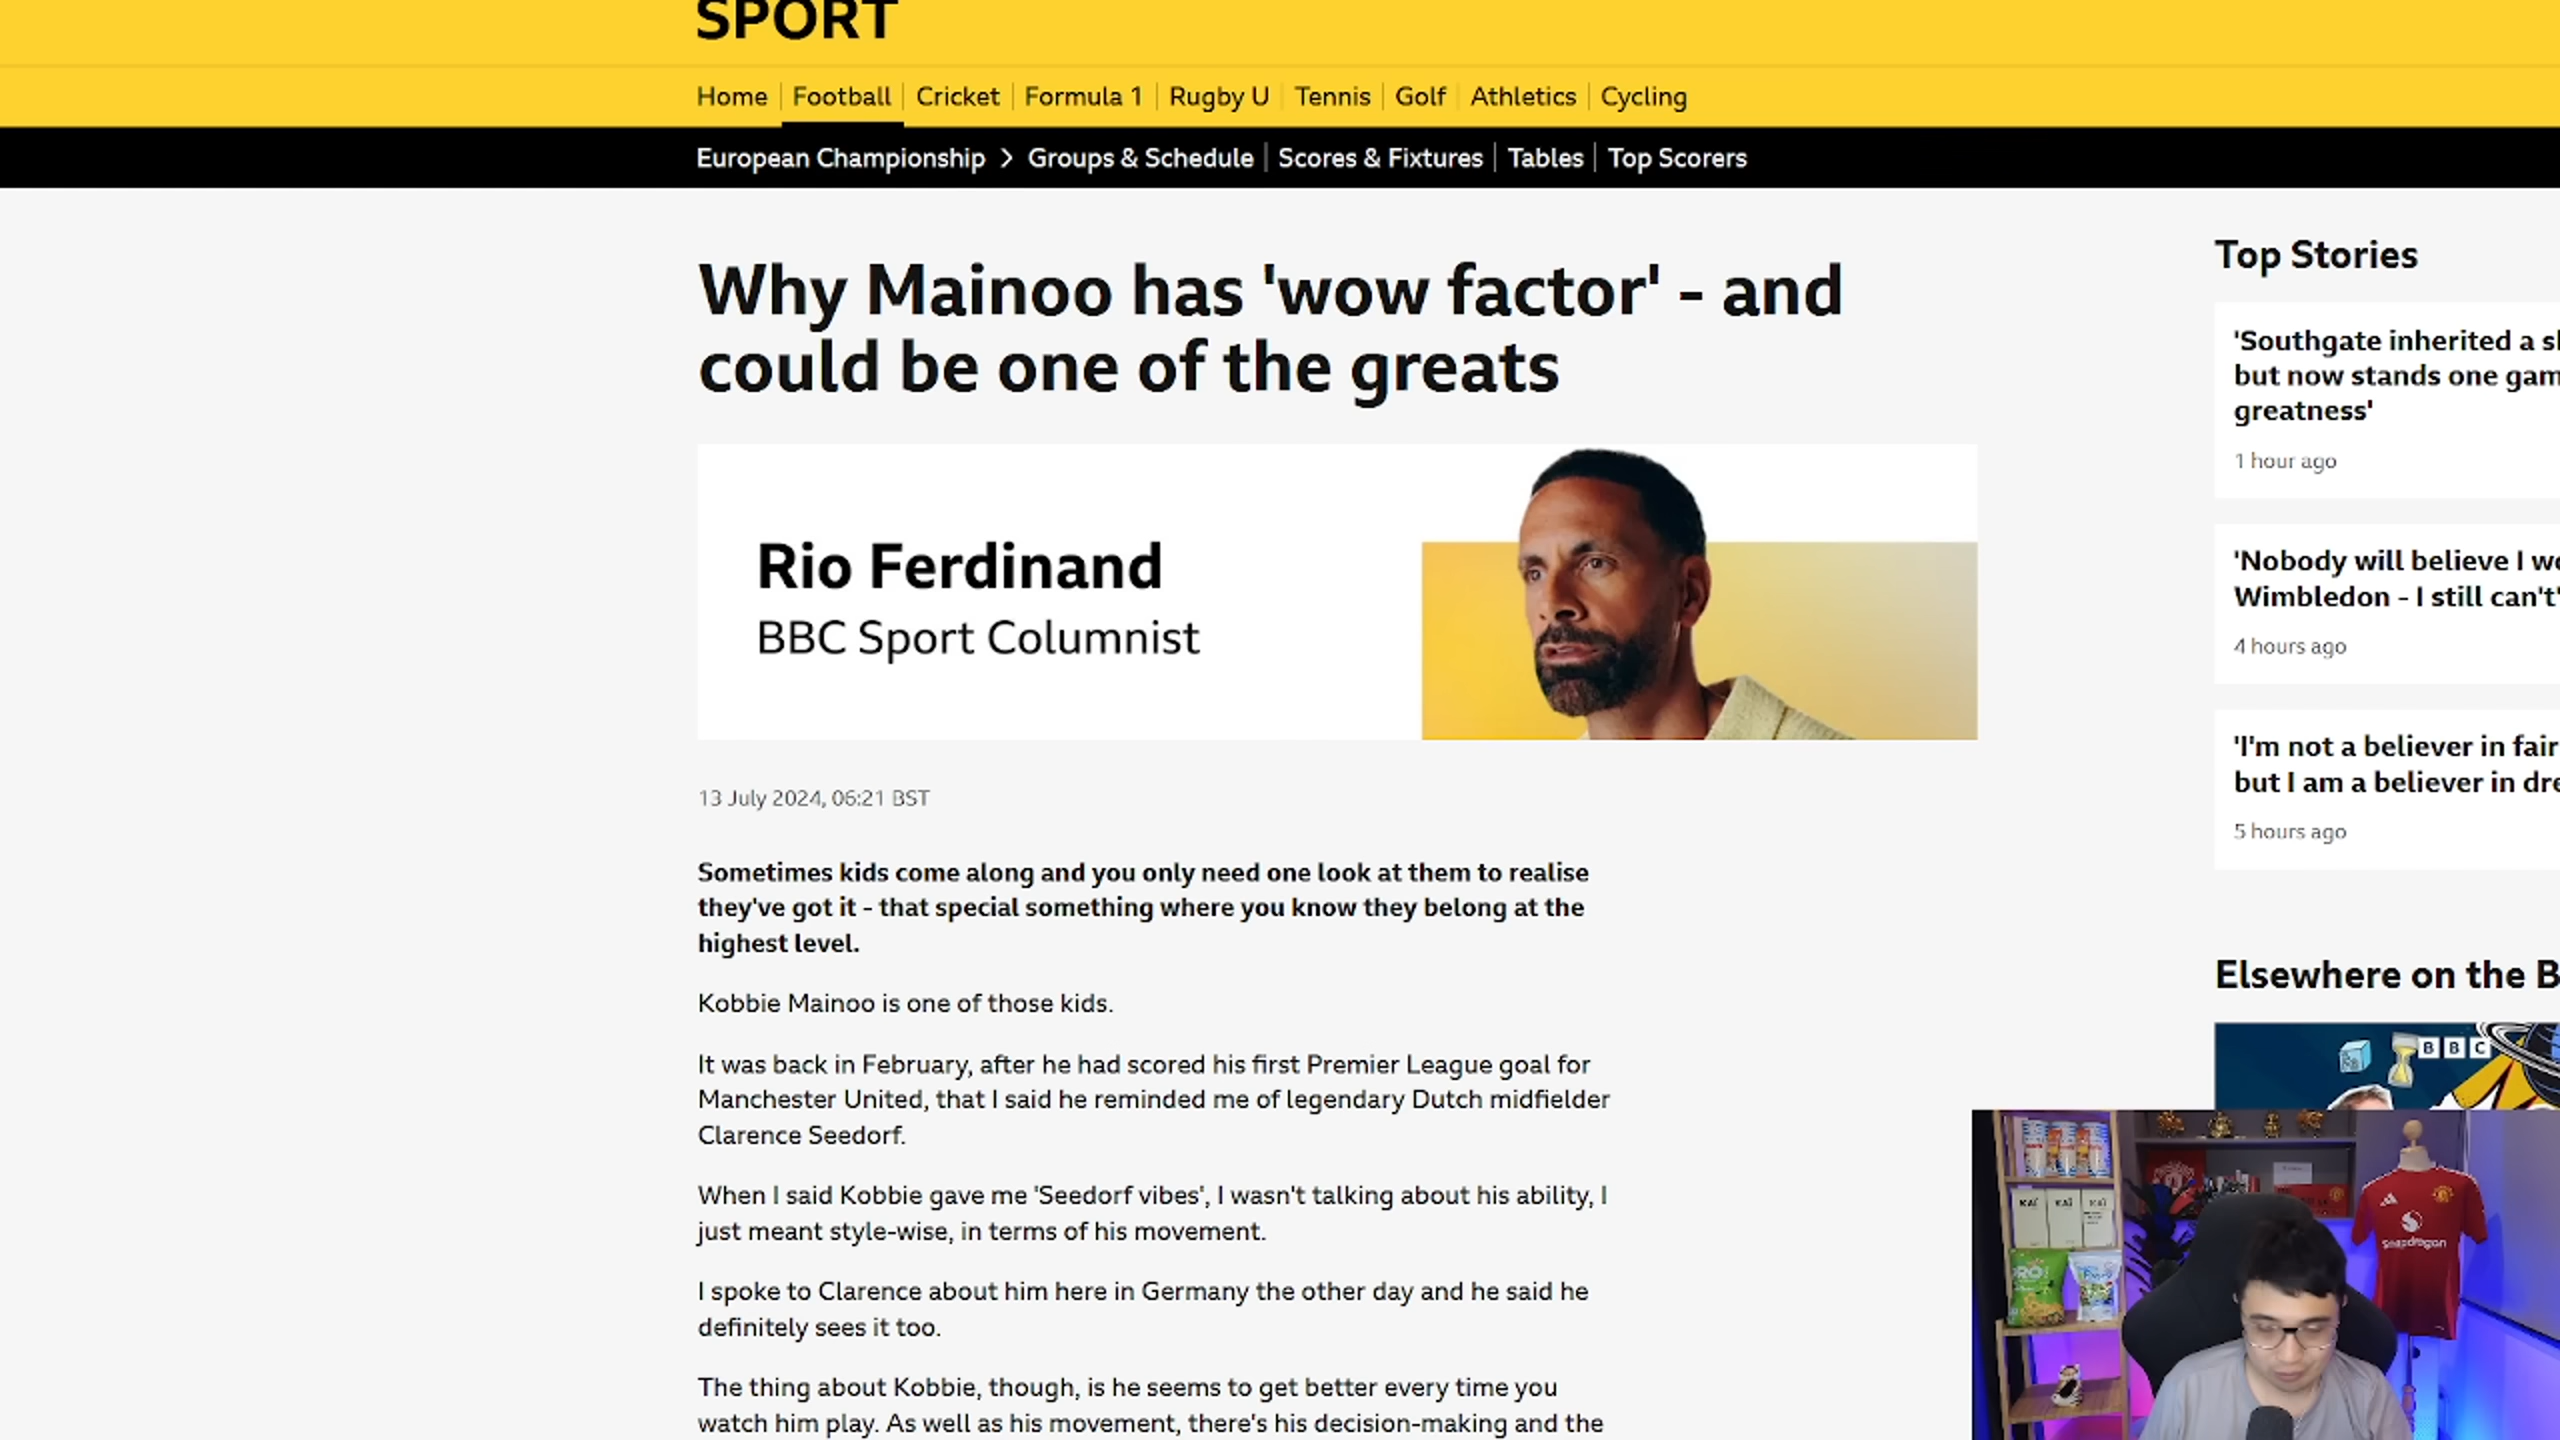 SPORT
Home
Football
Cricket
Formula 1
Rugby U
Tennis
Golf
Athletics
Cycling
European Championship
Groups & Schedule
Scores & Fixtures
Tables
Top Scorers
Why Mainoo has 'wow factor' - and
could be one of the greats
Rio Ferdinand
BBC Sport Columnist
13 July 2024, 06:21 BST
Sometimes kids come along and you only need one look at them to realise
they've got it - that special something where you know they belong at the
highest level.
Kobbie Mainoo is one of those kids.
It was back in February, after he had scored his first Premier League goal for
Manchester United, that I said he reminded me of legendary Dutch midfielder
Clarence Seedorf.
When I said Kobbie gave me 'Seedorf vibes', I wasn't talking about his ability, I
just meant style-wise, in terms of his movement.
I spoke to Clarence about him here in Germany the other day and he said he
definitely sees it too.
The thing about Kobbie, though, is he seems to get better every time you
watch him play. As well as his movement, there's his decision-making and the
Top Stories
'Southgate inherited a
but now stands one
greatness'
1 hour ago
'Nobody will believe I
Wimbledon - I still can't'
4 hours ago
'I'm not a believer in
but I am a believer in
5 hours ago
Elsewhere on the
BBC
KAI KAI KAI
Snapdragon